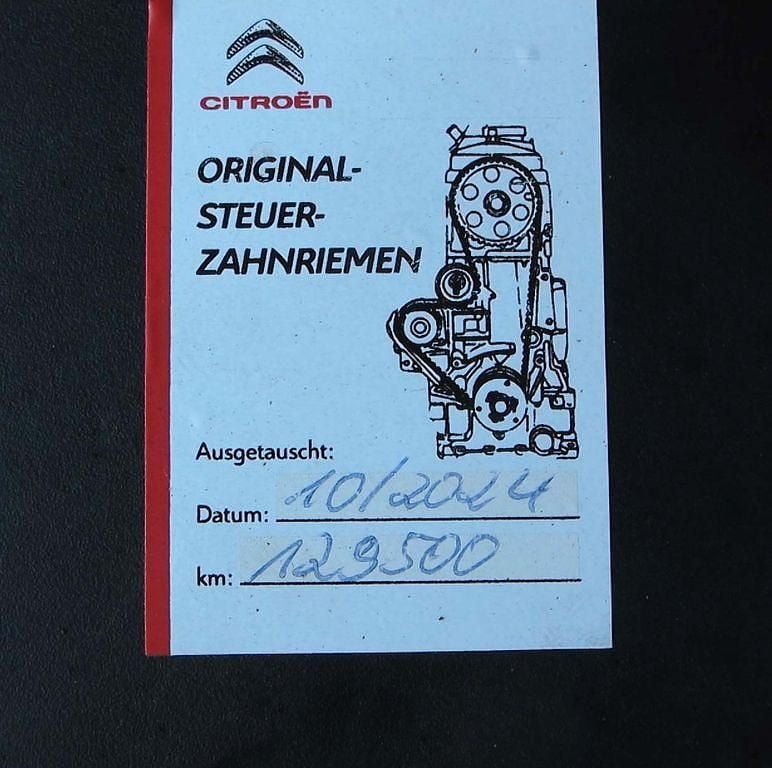 CITROËN
ORIGINAL-
STEUER-
ZAHNRIEMEN
Ausgetauscht:
Datum: 10/2024
km: 129500